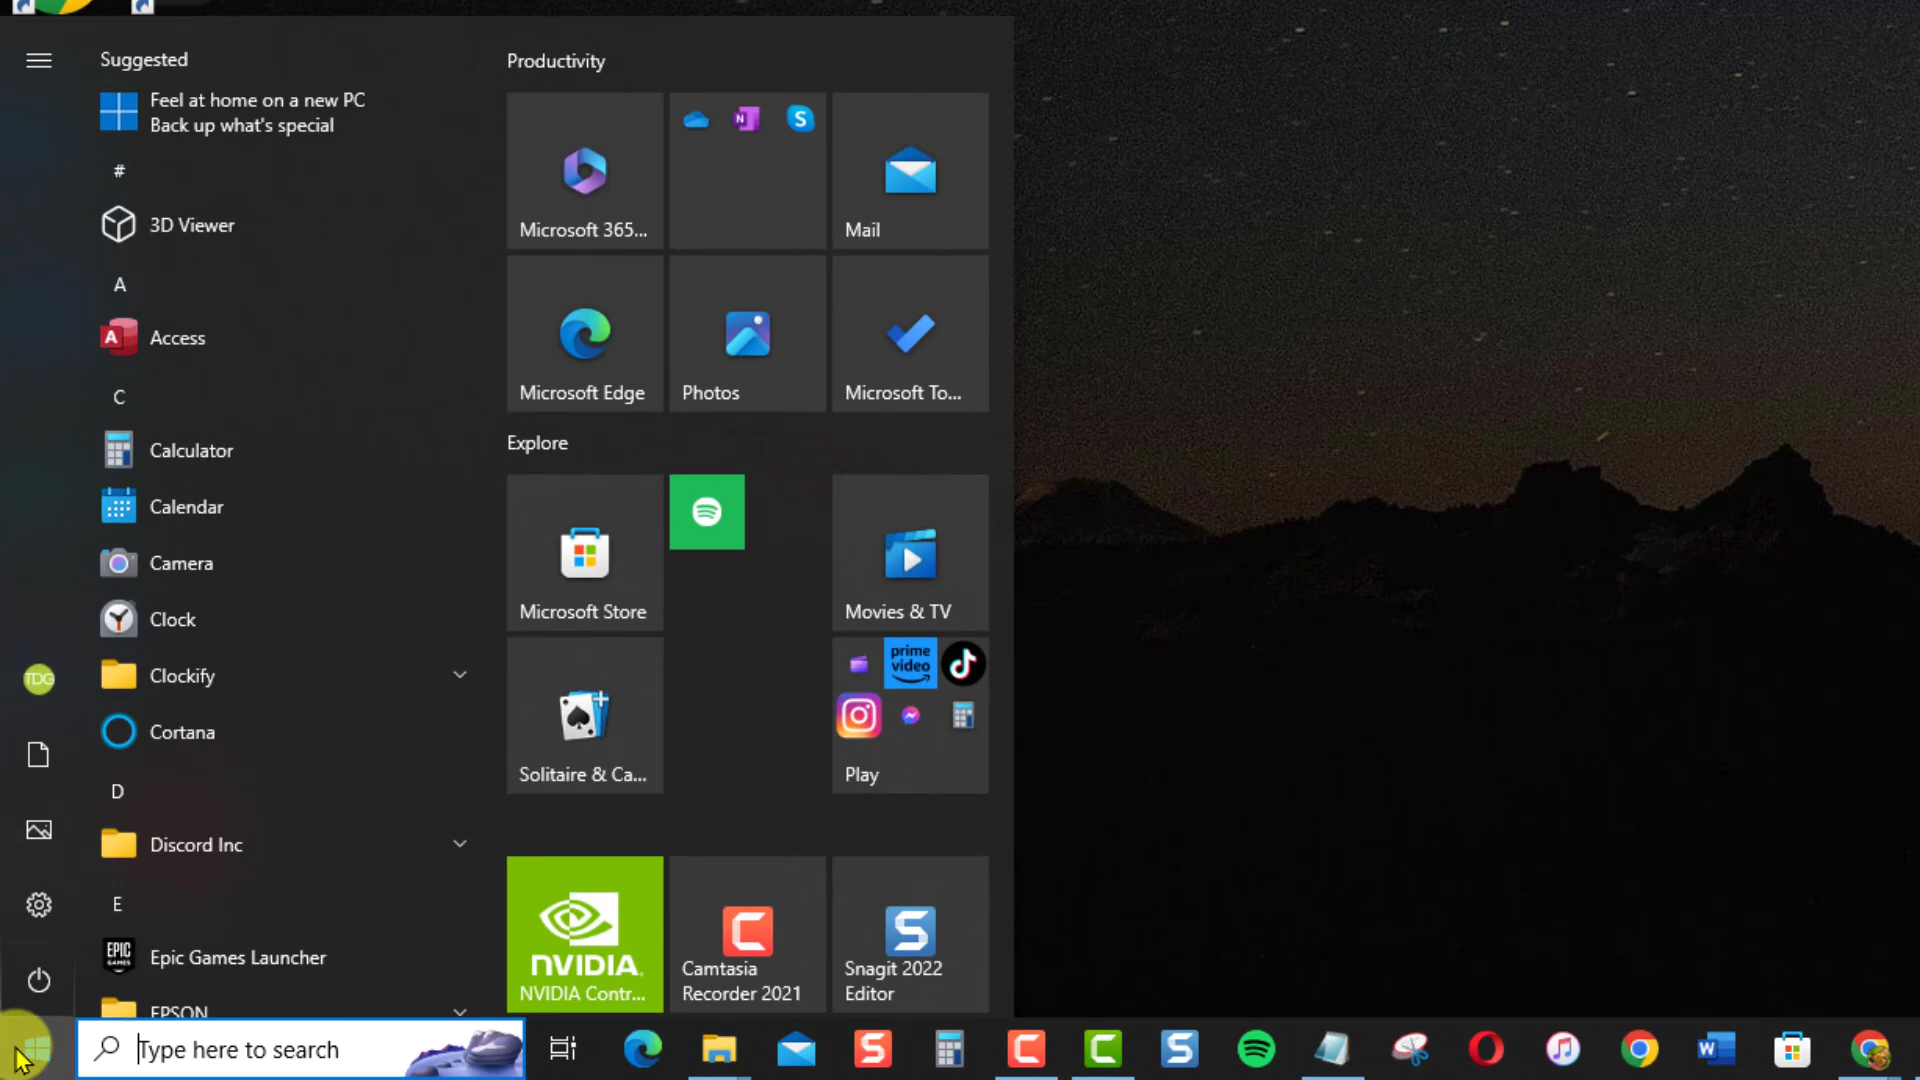 Suggested
Feel at home on a new PC
Back up what's special
#
3D Viewer
A
Access
C
Calculator
Calendar
Camera
Clock
Clockify
Cortana
D
Discord Inc
E
Epic Games Launcher
EPSON
TDG
Productivity
Microsoft 365...
Mail
Microsoft Edge
Photos
Microsoft To...
Explore
Microsoft Store
Movies & TV
Solitaire & Ca...
prime
video
Play
NVIDIA.
NVIDIA Contr...
Camtasia
Recorder 2021
Snagit 2022
Editor
Type here to search